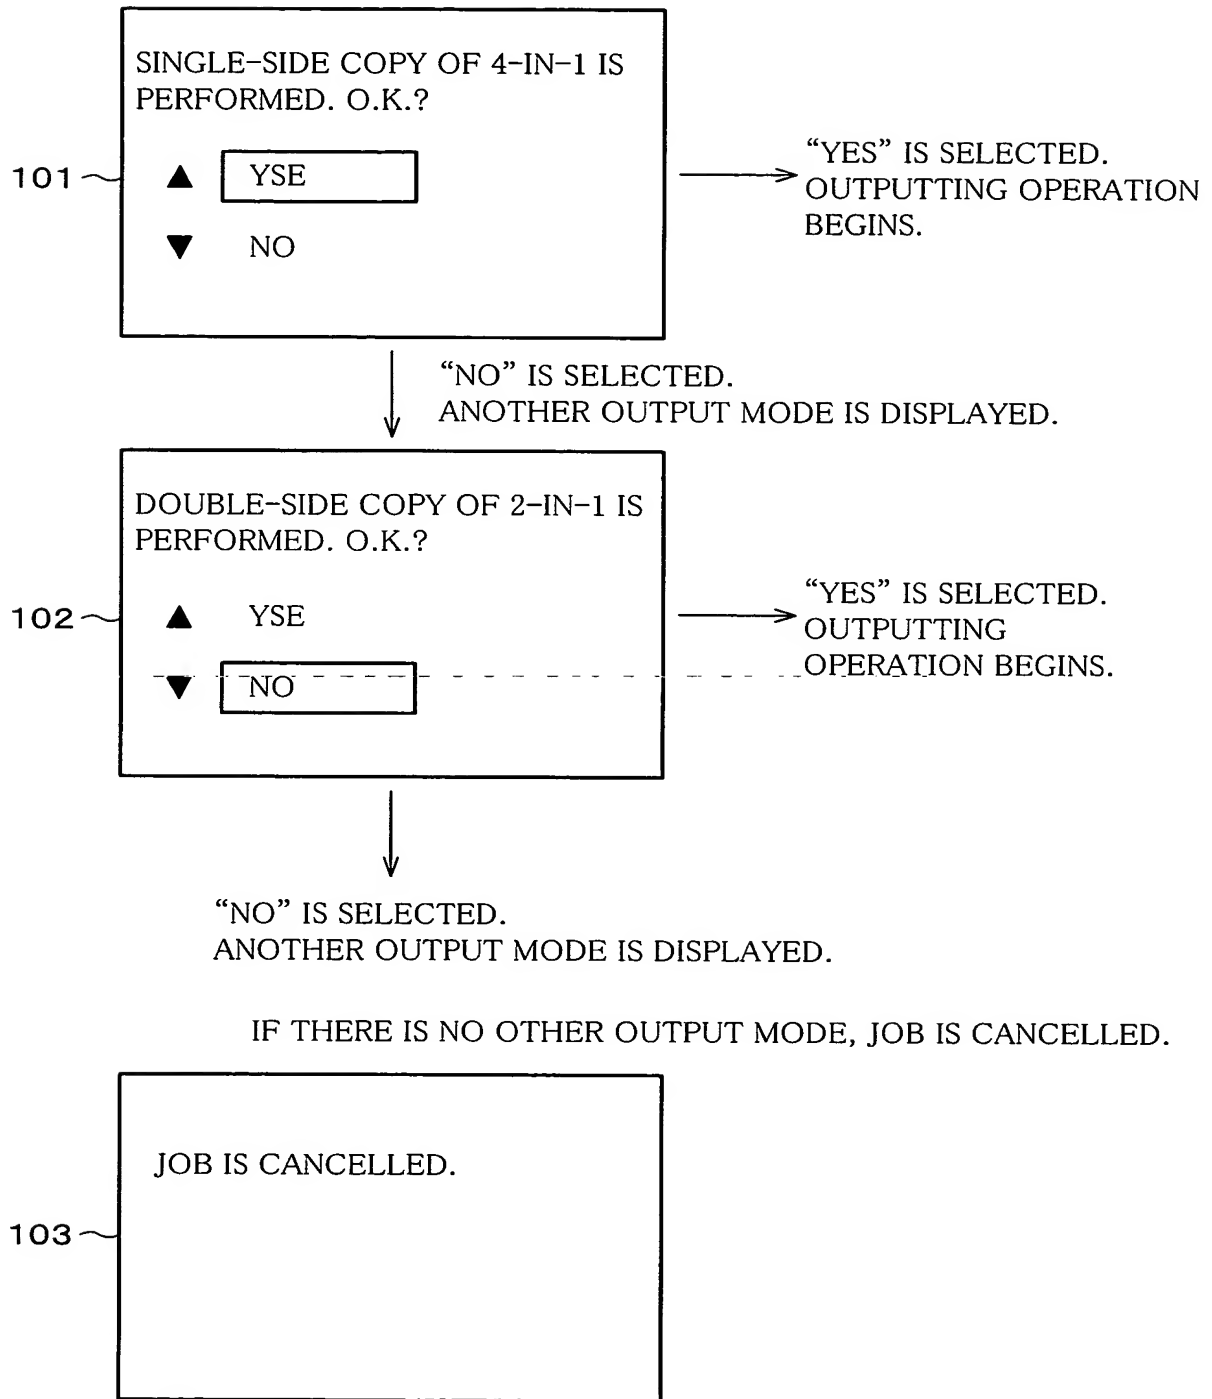 SINGLE-SIDE COPY OF 4-IN-1 IS
PERFORMED. O.K.?
101
▲ YSE
▼ NO
"YES" IS SELECTED.
OUTPUTTING OPERATION
BEGINS.
"NO" IS SELECTED.
ANOTHER OUTPUT MODE IS DISPLAYED.
DOUBLE-SIDE COPY OF 2-IN-1 IS
PERFORMED. O.K.?
102
▲ YSE
▼ NO
"YES" IS SELECTED.
OUTPUTTING
OPERATION BEGINS.
"NO" IS SELECTED.
ANOTHER OUTPUT MODE IS DISPLAYED.
IF THERE IS NO OTHER OUTPUT MODE, JOB IS CANCELLED.
JOB IS CANCELLED.
103